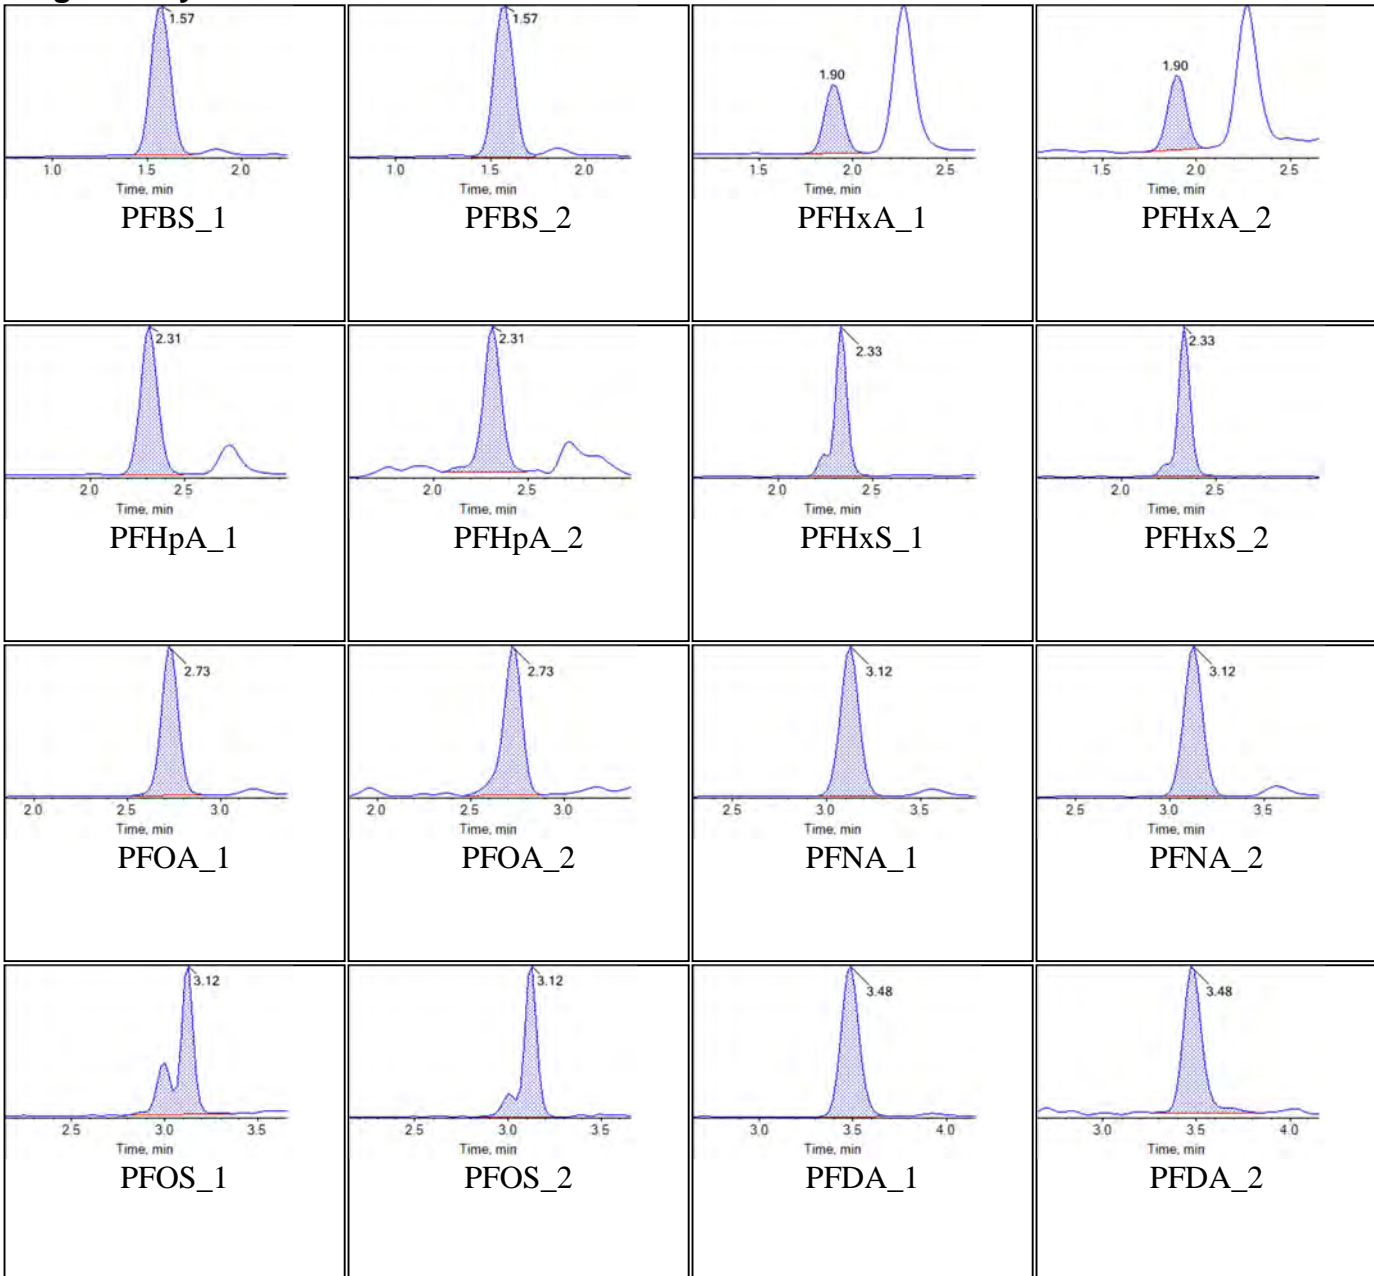 1.57 1.57 1.90 1.90
1.0 1.5 2.0 1.0 1.5 2.0 1.5 2.0 2.5 1.5 2.0 2.5
Time, min Time, min Time, min Time, min
PFBS_1 PFBS_2 PFHxA_1 PFHxA_2
2.31 2.31 2.33 2.33
2.0 2.5 2.0 2.5 2.0 2.5 2.0 2.5
Time, min Time, min Time, min Time, min
PFHpA_1 PFHpA_2 PFHxS_1 PFHxS_2
2.73 2.73 3.12 3.12
2.0 2.5 3.0 2.0 2.5 3.0 2.5 3.0 3.5 2.5 3.0 3.5
Time, min Time, min Time, min Time, min
PFOA_1 PFOA_2 PFNA_1 PFNA_2
3.12 3.12 3.48 3.48
2.5 3.0 3.5 2.5 3.0 3.5 3.0 3.5 4.0 3.0 3.5 4.0
Time, min Time, min Time, min Time, min
PFOS_1 PFOS_2 PFDA_1 PFDA_2